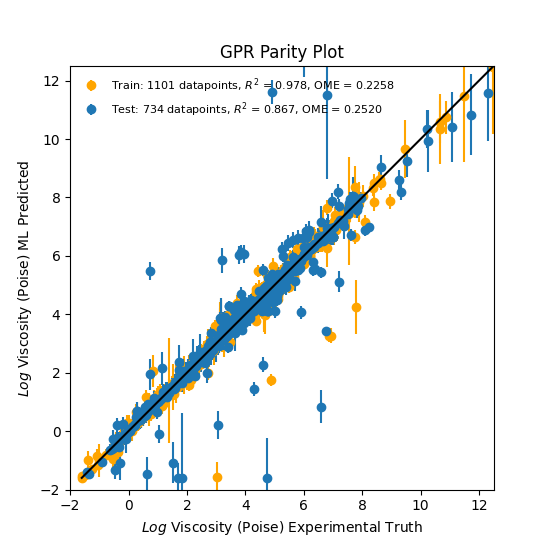 GPR Parity Plot
Train: 1101 datapoints, R² = 0.978, OME = 0.2258
Test: 734 datapoints, R² = 0.867, OME = 0.2520
12
10
8
6
4
2
0
−2
Log Viscosity (Poise) ML Predicted
−2 0 2 4 6 8 10 12
Log Viscosity (Poise) Experimental Truth